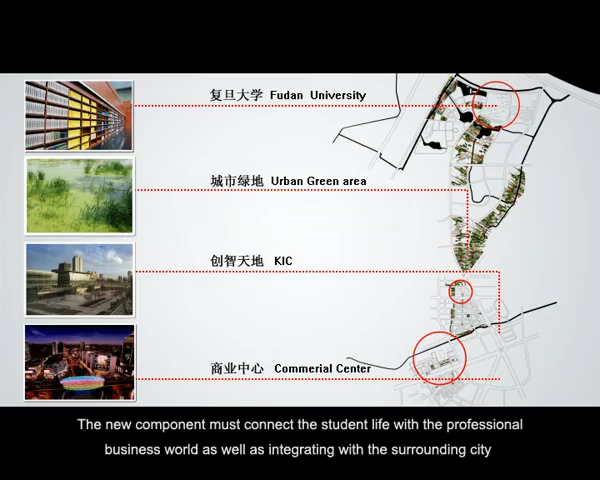 复旦大学 Fudan University
城市绿地 Urban Green area
创智天地 KIC
商业中心 Commerial Center
The new component must connect the student life with the professional
business world as well as integrating with the surrounding city